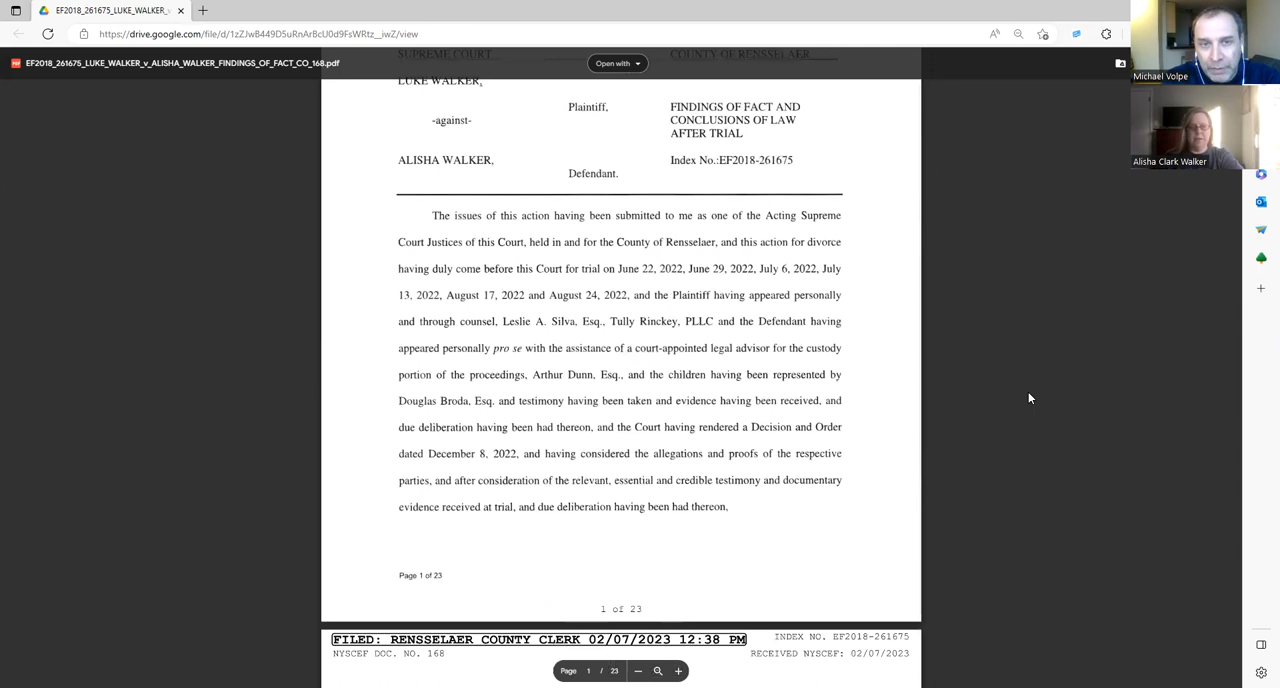 EF2018_261675_LUKE_WALKER_v
https://drive.google.com/file/d/1zZJwB449D5uRnArBcU0d9FsWRtz__iwZ/view
SUPREME COURT COUNTY OF RENSSELAER
EF2018_261675_LUKE_WALKER_v_ALISHA_WALKER_FINDINGS_OF_FACT_CO_168.pdf
Open with
Michael Volpe
LUKE WALKER,
Plaintiff, FINDINGS OF FACT AND
-against- CONCLUSIONS OF LAW
AFTER TRIAL
ALISHA WALKER, Index No.:EF2018-261675
Alisha Clark Walker
Defendant.
The issues of this action having been submitted to me as one of the Acting Supreme
Court Justices of this Court, held in and for the County of Rensselaer, and this action for divorce
having duly come before this Court for trial on June 22, 2022, June 29, 2022, July 6, 2022, July
13, 2022, August 17, 2022 and August 24, 2022, and the Plaintiff having appeared personally
and through counsel, Leslie A. Silva, Esq., Tully Rinckey, PLLC and the Defendant having
appeared personally pro se with the assistance of a court-appointed legal advisor for the custody
portion of the proceedings, Arthur Dunn, Esq., and the children having been represented by
Douglas Broda, Esq. and testimony having been taken and evidence having been received, and
due deliberation having been had thereon, and the Court having rendered a Decision and Order
dated December 8, 2022, and having considered the allegations and proofs of the respective
parties, and after consideration of the relevant, essential and credible testimony and documentary
evidence received at trial, and due deliberation having been had thereon,
Page 1 of 23
1 of 23
FILED: RENSSELAER COUNTY CLERK 02/07/2023 12:38 PM INDEX NO. EF2018-261675
NYSCEF DOC. NO. 168 RECEIVED NYSCEF: 02/07/2023
Page 1 / 23